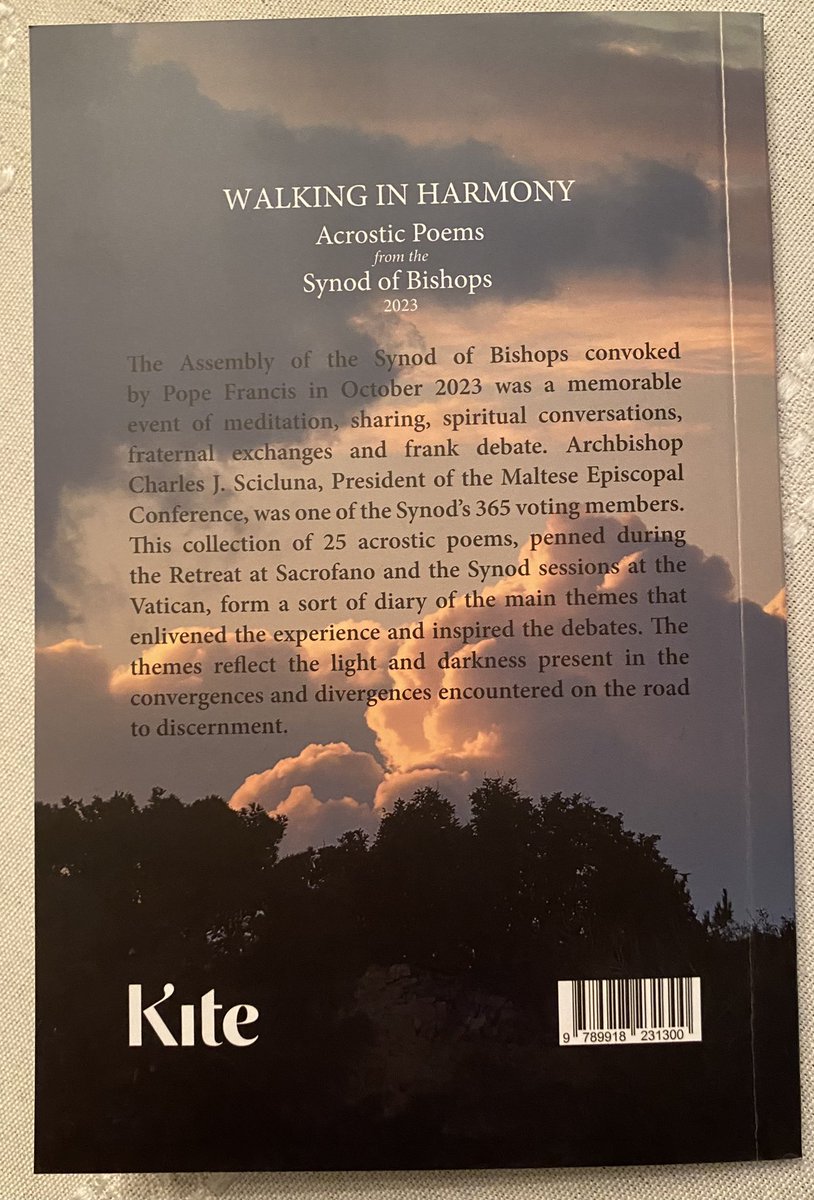 WALKING IN HARMONY
Acrostic Poems
from the
Synod of Bishops
2023
The Assembly of the Synod of Bishops convoked
by Pope Francis in October 2023 was a memorable
event of meditation, sharing, spiritual conversations,
fraternal exchanges and frank debate. Archbishop
Charles J. Scicluna, President of the Maltese Episcopal
Conference, was one of the Synod's 365 voting members.
This collection of 25 acrostic poems, penned during
the Retreat at Sacrofano and the Synod sessions at the
Vatican, form a sort of diary of the main themes that
enlivened the experience and inspired the debates. The
themes reflect the light and darkness present in the
convergences and divergences encountered on the road
to discernment.
Kite
9 789918 231300